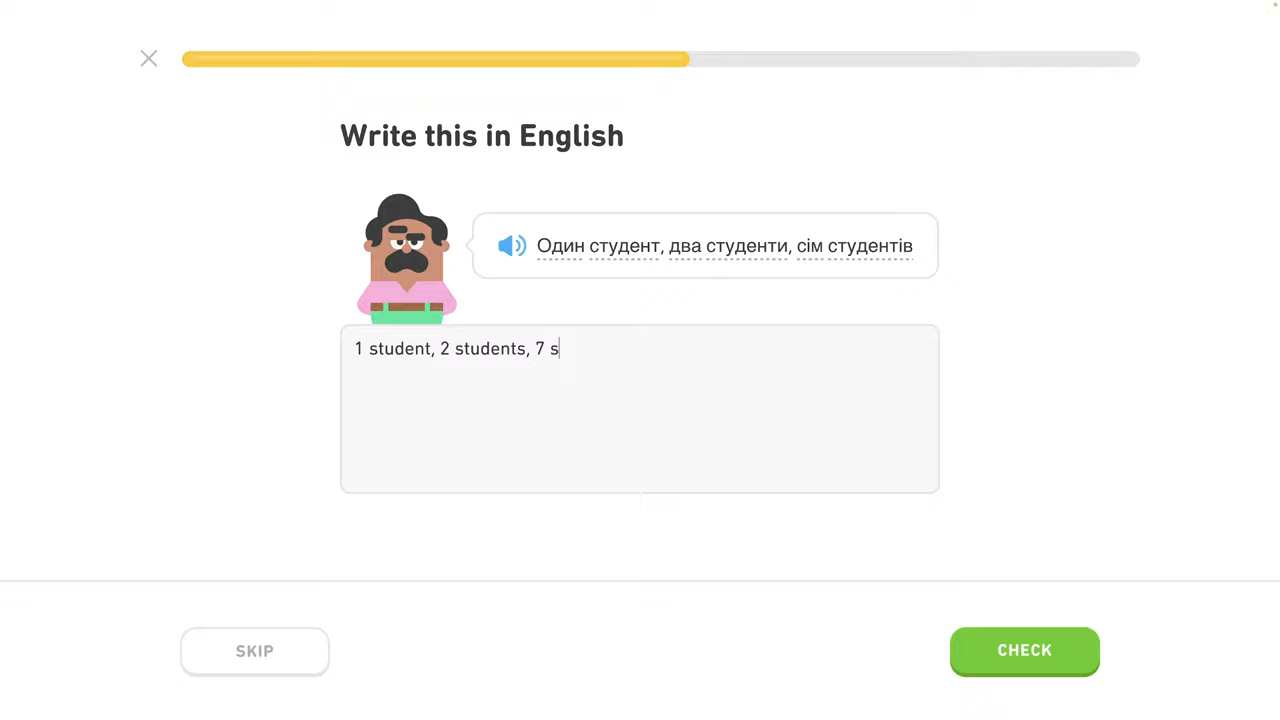 Write this in English
Один студент, два студенти, сім студентів
1 student, 2 students, 7 s
SKIP
CHECK